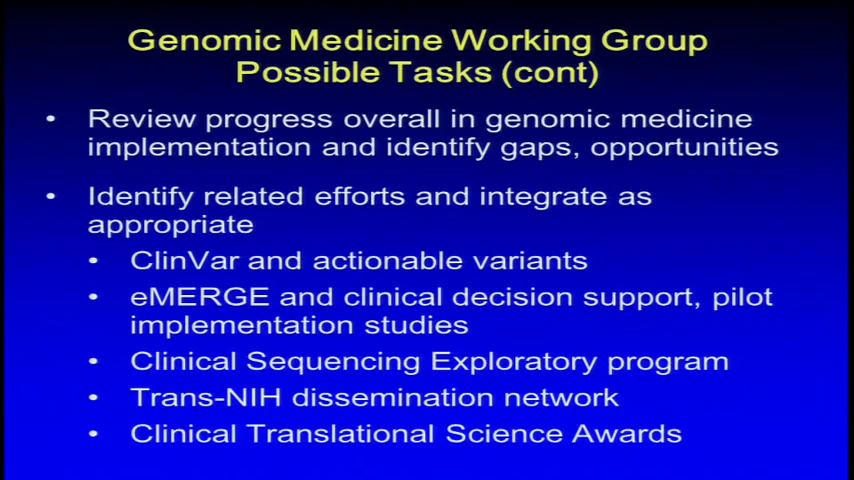 Genomic Medicine Working Group
Possible Tasks (cont)
• Review progress overall in genomic medicine
implementation and identify gaps, opportunities
• Identify related efforts and integrate as
appropriate
• ClinVar and actionable variants
• eMERGE and clinical decision support, pilot
implementation studies
• Clinical Sequencing Exploratory program
• Trans-NIH dissemination network
• Clinical Translational Science Awards